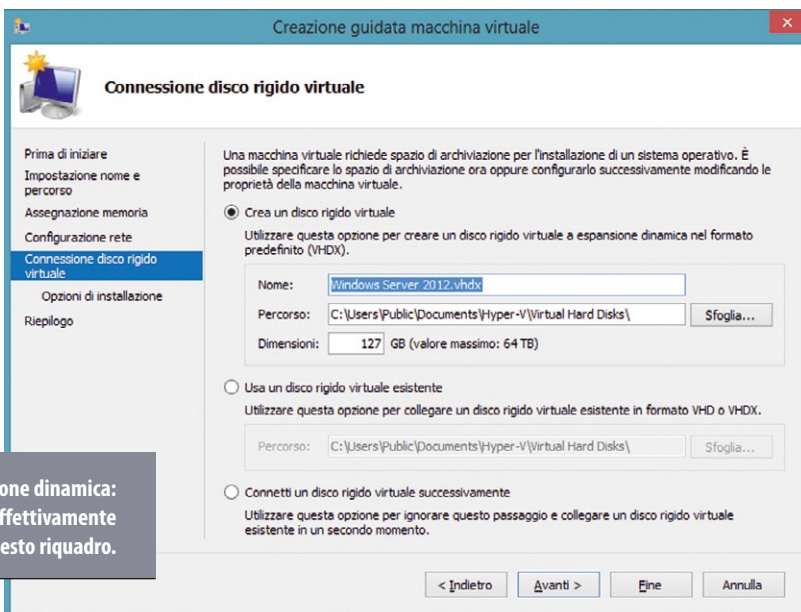 Creazione guidata macchina virtuale
Connessione disco rigido virtuale
Prima di iniziare
Impostazione nome e
percorso
Assegnazione memoria
Configurazione rete
Connessione disco rigido
virtuale
Opzioni di installazione
Riepilogo
Una macchina virtuale richiede spazio di archiviazione per l'installazione di un sistema operativo. È
possibile specificare lo spazio di archiviazione ora oppure configurarlo successivamente modificando le
proprietà della macchina virtuale.
Crea un disco rigido virtuale
Utilizzare questa opzione per creare un disco rigido virtuale a espansione dinamica nel formato
predefinito (VHDX).
Nome: Windows Server 2012.vhdx
Percorso: C:\Users\Public\Documents\Hyper-V\Virtual Hard Disks\ Sfoglia...
Dimensioni: 127 GB (valore massimo: 64 TB)
Usa un disco rigido virtuale esistente
Utilizzare questa opzione per collegare un disco rigido virtuale esistente in formato VHD o VHDX.
Percorso: C:\Users\Public\Documents\Hyper-V\Virtual Hard Disks\ Sfoglia...
Connetti un disco rigido virtuale successivamente
Utilizzare questa opzione per ignorare questo passaggio e collegare un disco rigido virtuale
esistente in un secondo momento.
one dinamica:
ffettivamente
esto riquadro.
< Indietro Avanti > Fine Annulla